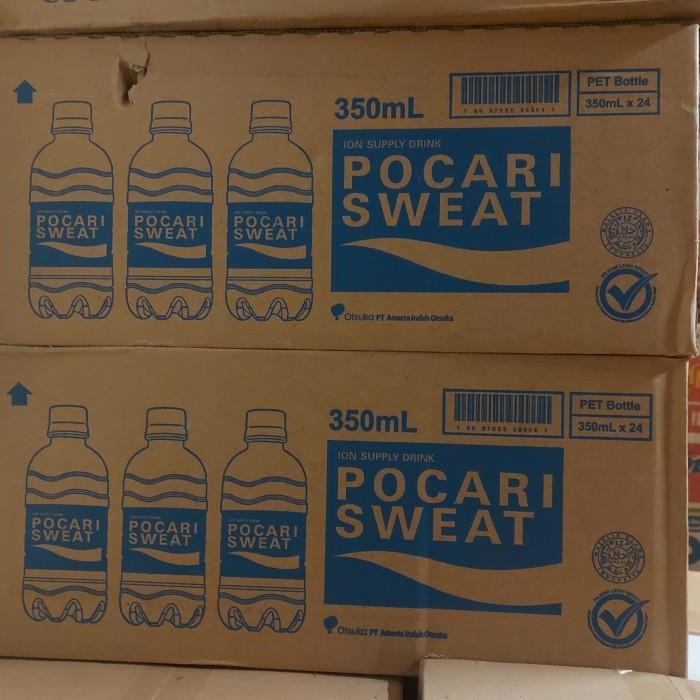 350mL
PET Bottle
350mL x 24
ION SUPPLY DRINK
POCARI
SWEAT
POCARI
SWEAT
POCARI
SWEAT
POCARI
SWEAT
Otsuka PT Amerta Indah Otsuka
350mL
PET Bottle
350mL x 24
ION SUPPLY DRINK
POCARI
SWEAT
POCARI
SWEAT
POCARI
SWEAT
POCARI
SWEAT
Otsuka PT Amerta Indah Otsuka